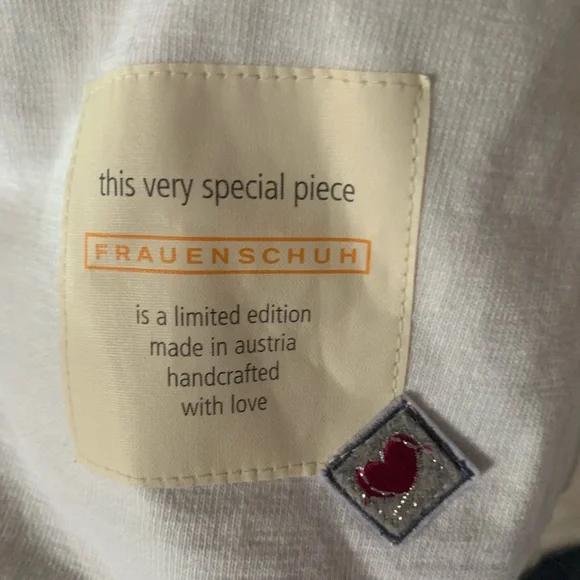 this very special piece
FRAUENSCHUH
is a limited edition
made in austria
handcrafted
with love